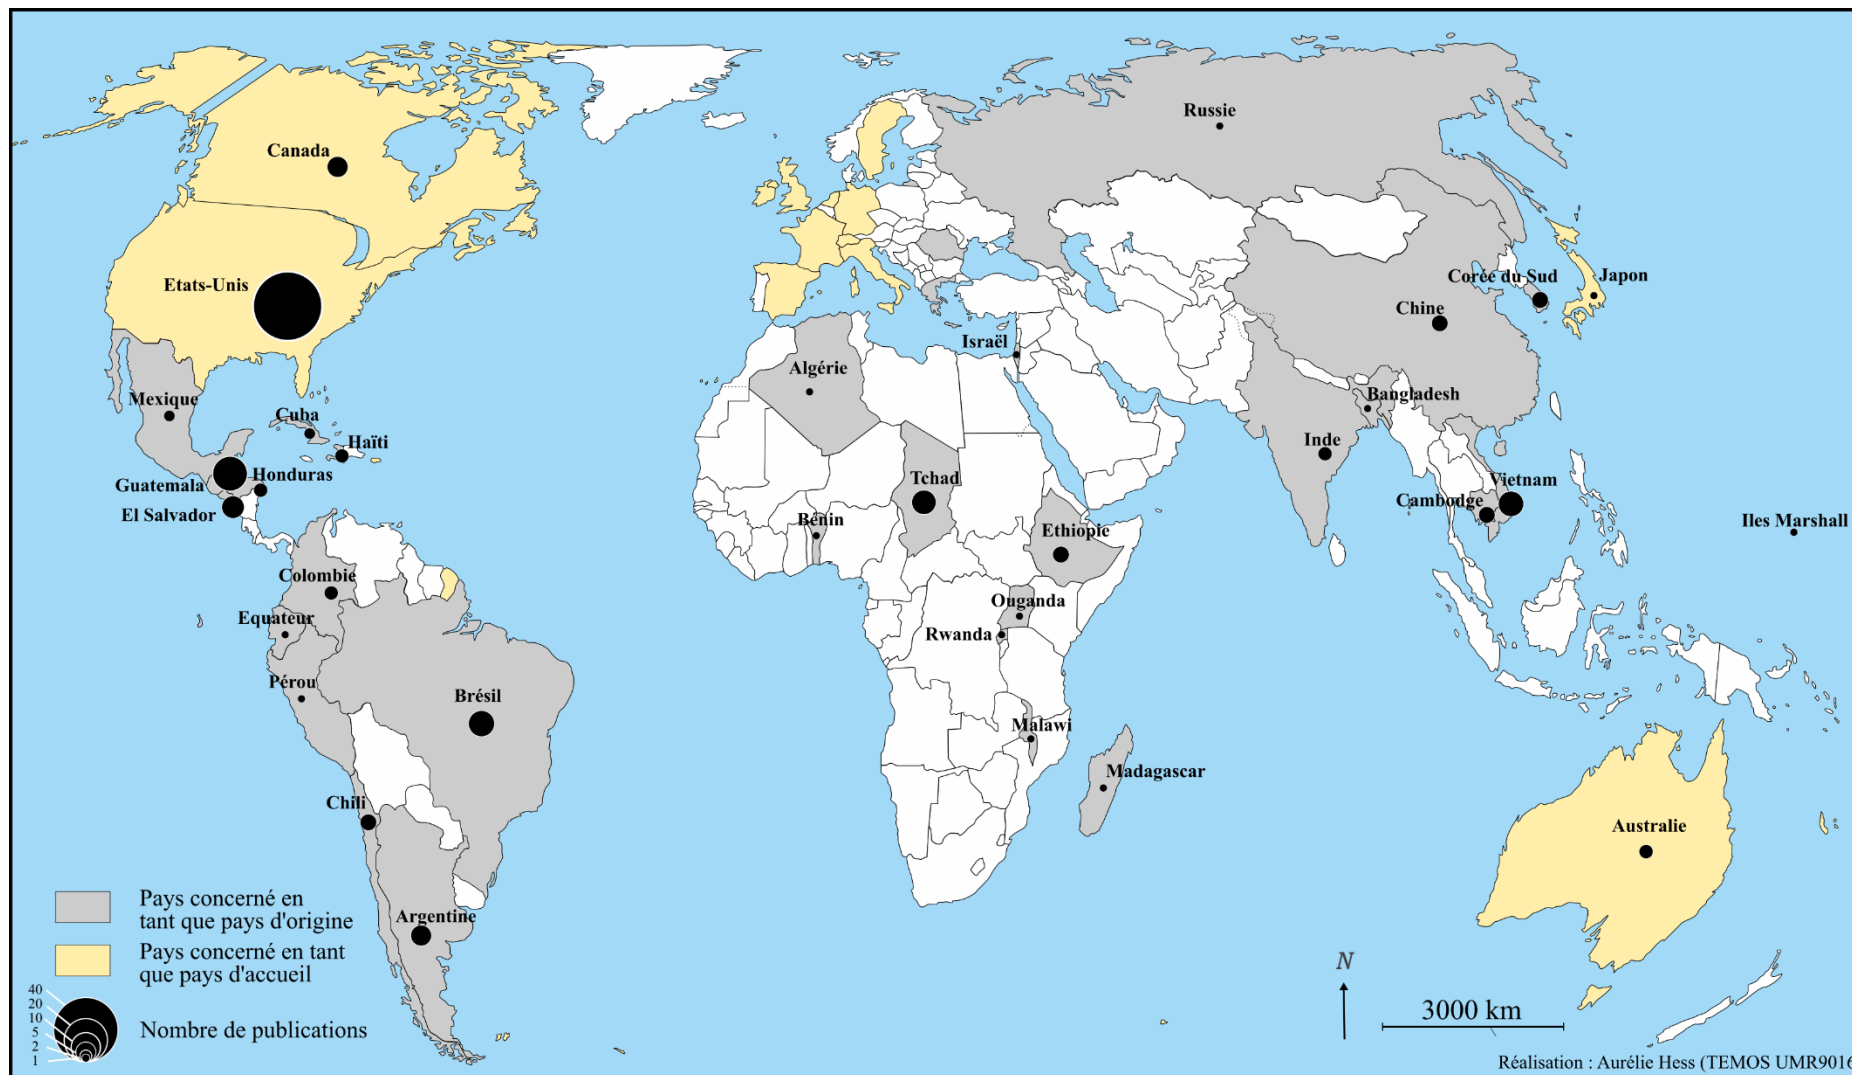 Russie
Canada
Etats-Unis
Corée du Sud
Japon
Chine
Israël
Algérie
Mexique
Bangladesh
Cuba
Haïti
Inde
Guatemala
Honduras
Tchad
Vietnam
Cambodge
El Salvador
Bénin
Ethiopie
Iles Marshall
Colombie
Equateur
Ouganda
Rwanda
Pérou
Brésil
Malawi
Madagascar
Chili
Australie
Argentine
Pays concerné en
tant que pays d'origine
Pays concerné en tant
que pays d'accueil
40
20
10
5
2
1
Nombre de publications
N
3000 km
Réalisation : Aurélie Hess (TEMOS UMR9016